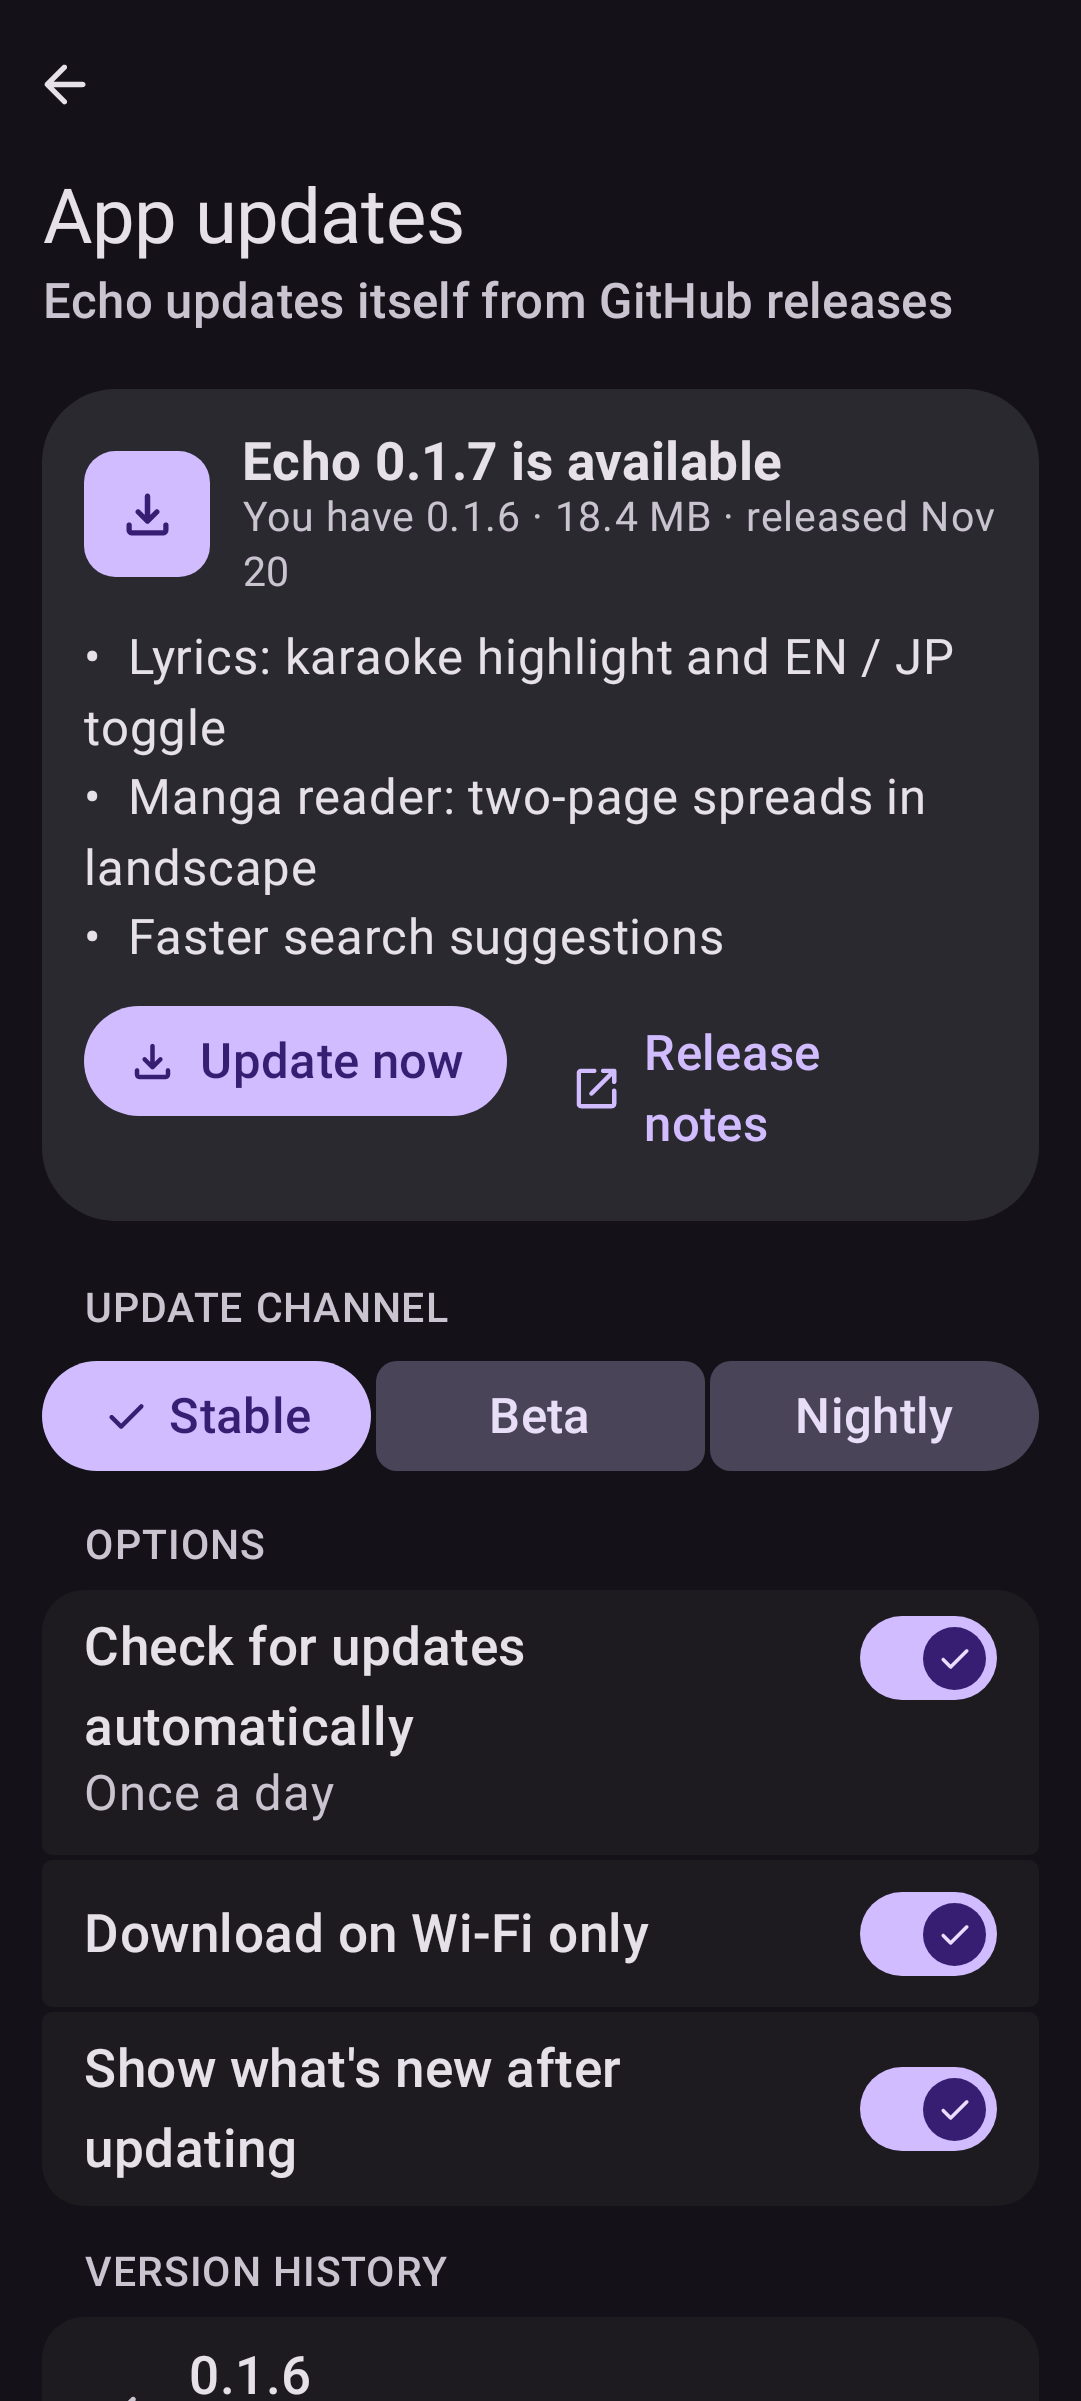 App updates
Echo updates itself from GitHub releases
Echo 0.1.7 is available
You have 0.1.6 · 18.4 MB · released Nov
20
• Lyrics: karaoke highlight and EN / JP
toggle
• Manga reader: two-page spreads in
landscape
• Faster search suggestions
Update now
Release
notes
UPDATE CHANNEL
Stable
Beta
Nightly
OPTIONS
Check for updates
automatically
Once a day
Download on Wi-Fi only
Show what's new after
updating
VERSION HISTORY
0.1.6